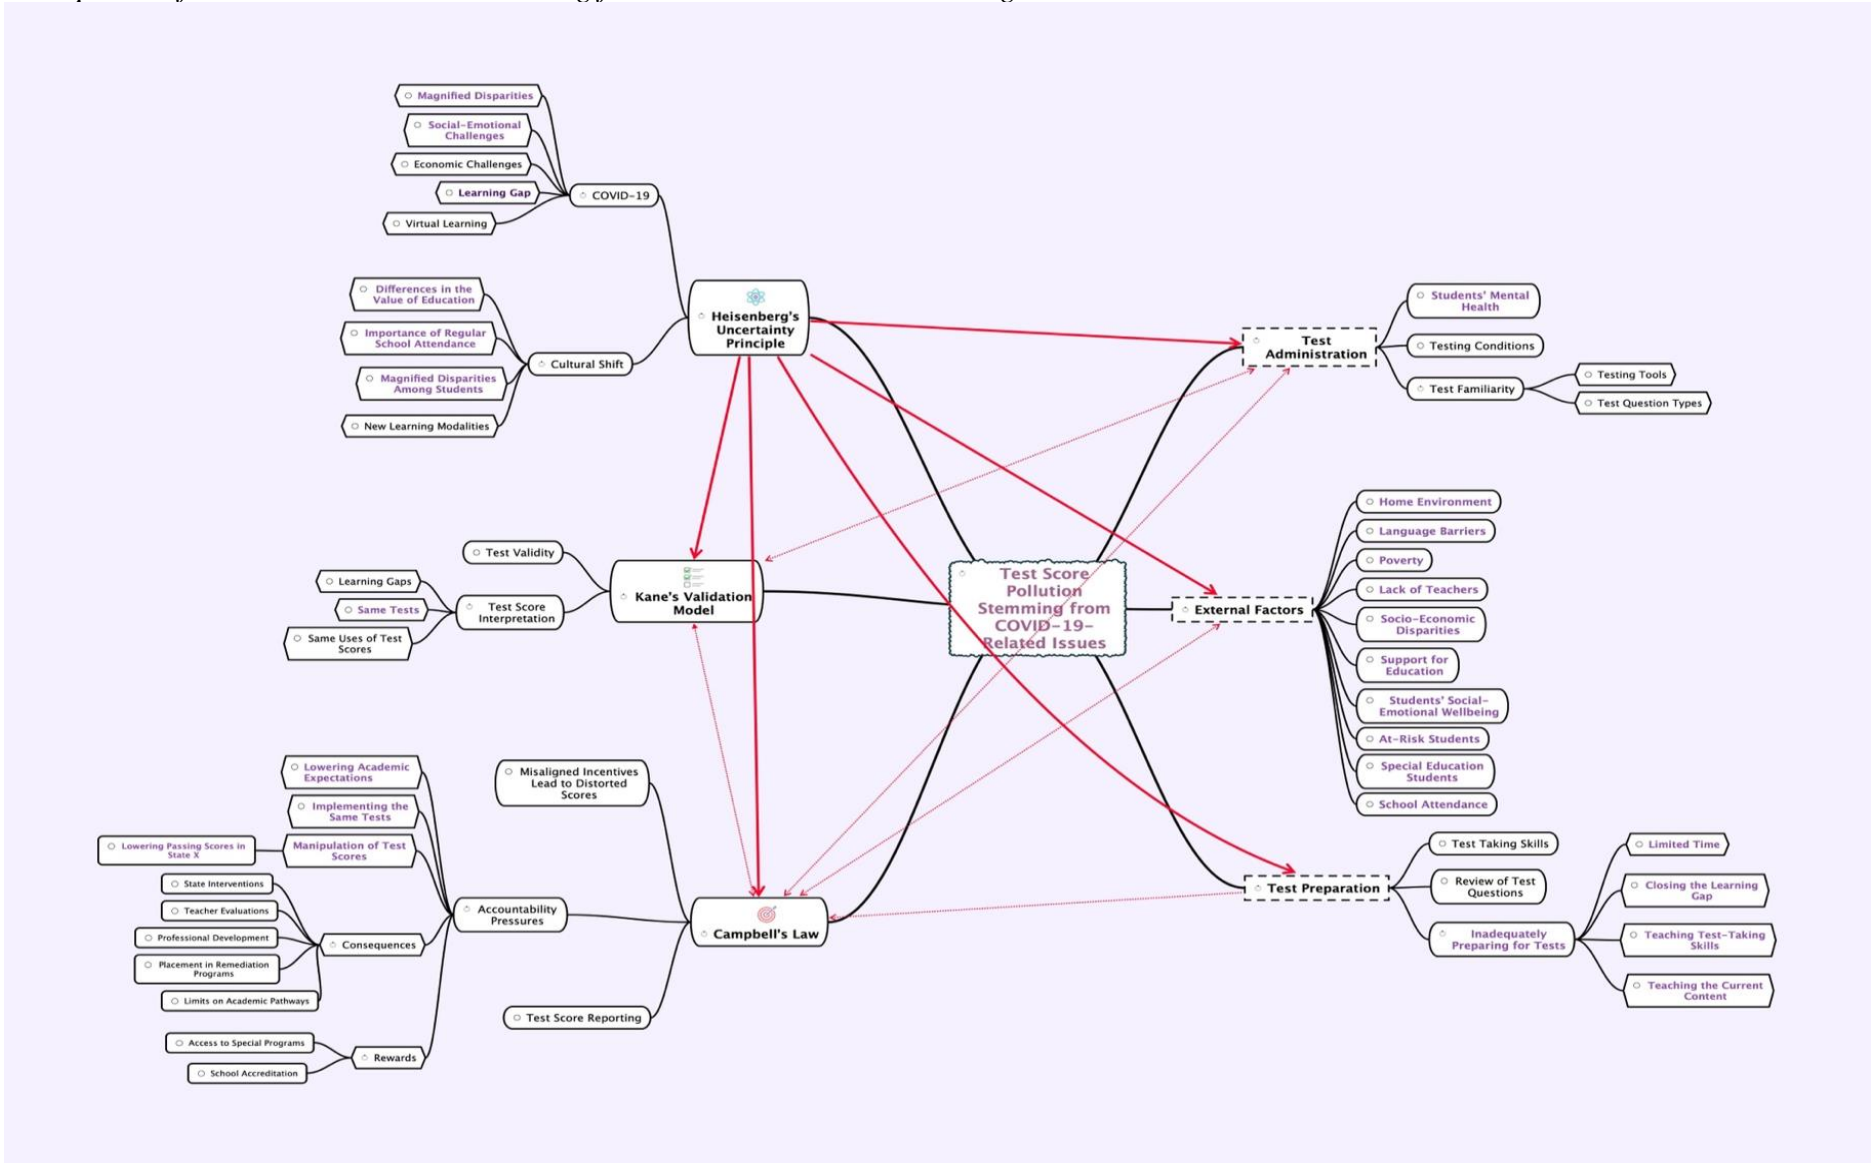 Magnified Disparities
Social-Emotional
Challenges
Economic Challenges
Learning Gap
Virtual Learning
COVID-19
Differences in the
Value of Education
Importance of Regular
School Attendance
Magnified Disparities
Among Students
New Learning Modalities
Cultural Shift
Heisenberg's
Uncertainty
Principle
Test Validity
Learning Gaps
Same Tests
Same Uses of Test
Scores
Test Score
Interpretation
Kane's Validation
Model
Misaligned Incentives
Lead to Distorted
Scores
Lowering Academic
Expectations
Implementing the
Same Tests
Manipulation of Test
Scores
Lowering Passing Scores in
State X
State Interventions
Teacher Evaluations
Professional Development
Placement in Remediation
Programs
Limits on Academic Pathways
Consequences
Access to Special Programs
School Accreditation
Rewards
Accountability
Pressures
Test Score Reporting
Campbell's Law
Test Score
Pollution
Stemming from
COVID-19-
Related Issues
Test
Administration
Students' Mental
Health
Testing Conditions
Test Familiarity
Testing Tools
Test Question Types
External Factors
Home Environment
Language Barriers
Poverty
Lack of Teachers
Socio-Economic
Disparities
Support for
Education
Students' Social-
Emotional Wellbeing
At-Risk Students
Special Education
Students
School Attendance
Test Preparation
Test Taking Skills
Review of Test
Questions
Inadequately
Preparing for Tests
Limited Time
Closing the Learning
Gap
Teaching Test-Taking
Skills
Teaching the Current
Content